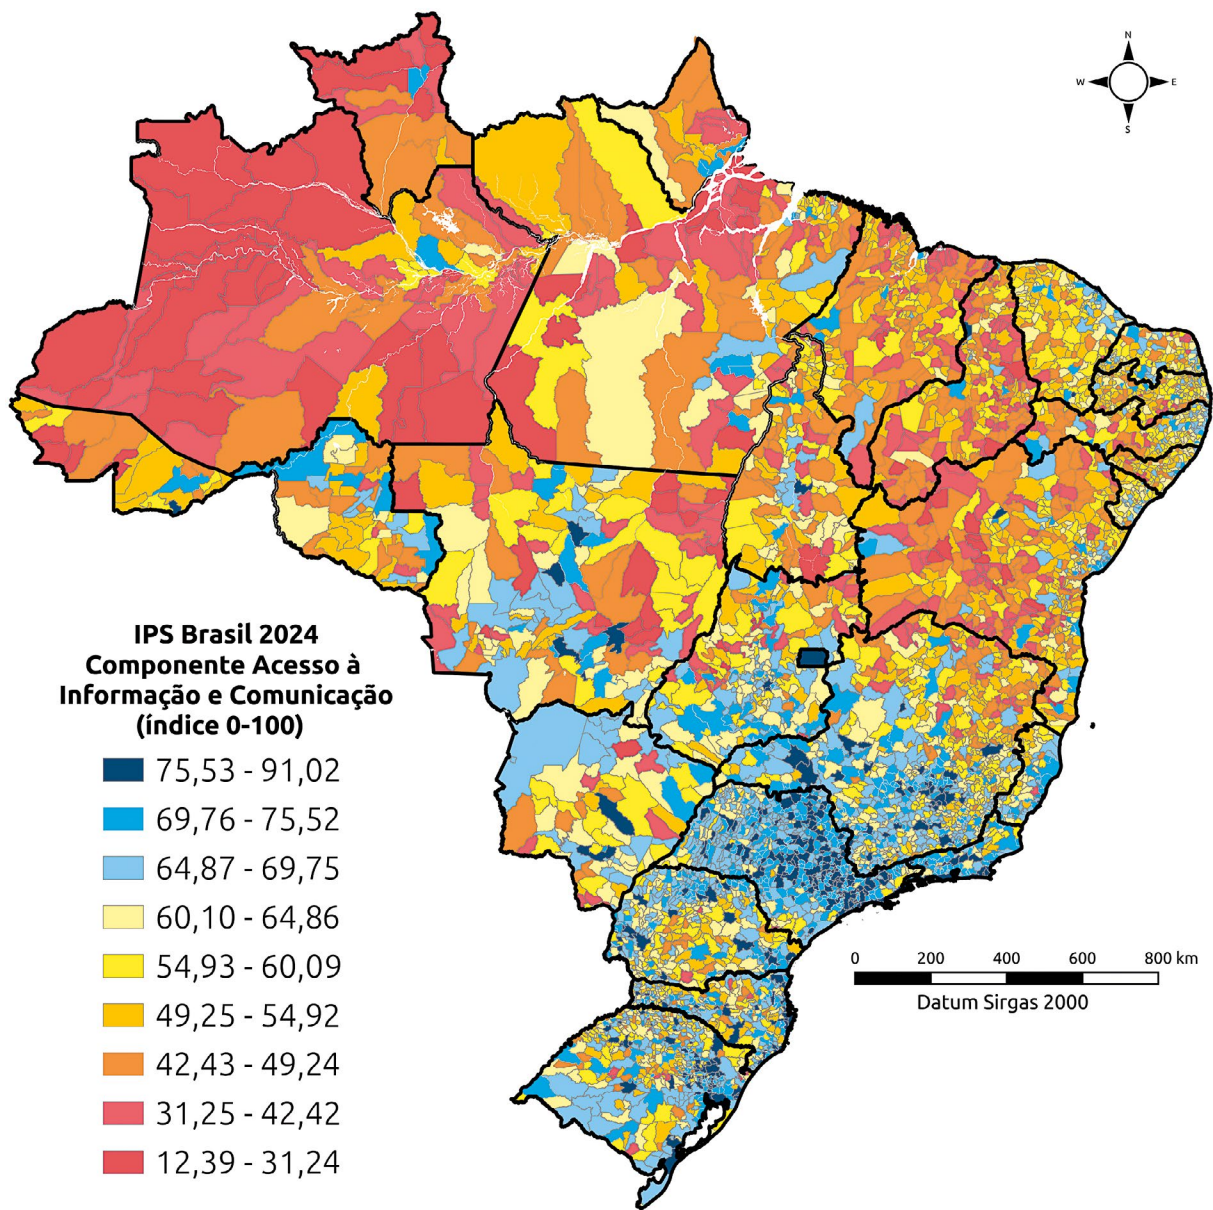 N
W E
S
IPS Brasil 2024
Componente Acesso à
Informação e Comunicação
(índice 0-100)
75,53 - 91,02
69,76 - 75,52
64,87 - 69,75
60,10 - 64,86
54,93 - 60,09
49,25 - 54,92
42,43 - 49,24
31,25 - 42,42
12,39 - 31,24
0 200 400 600 800 km
Datum Sirgas 2000